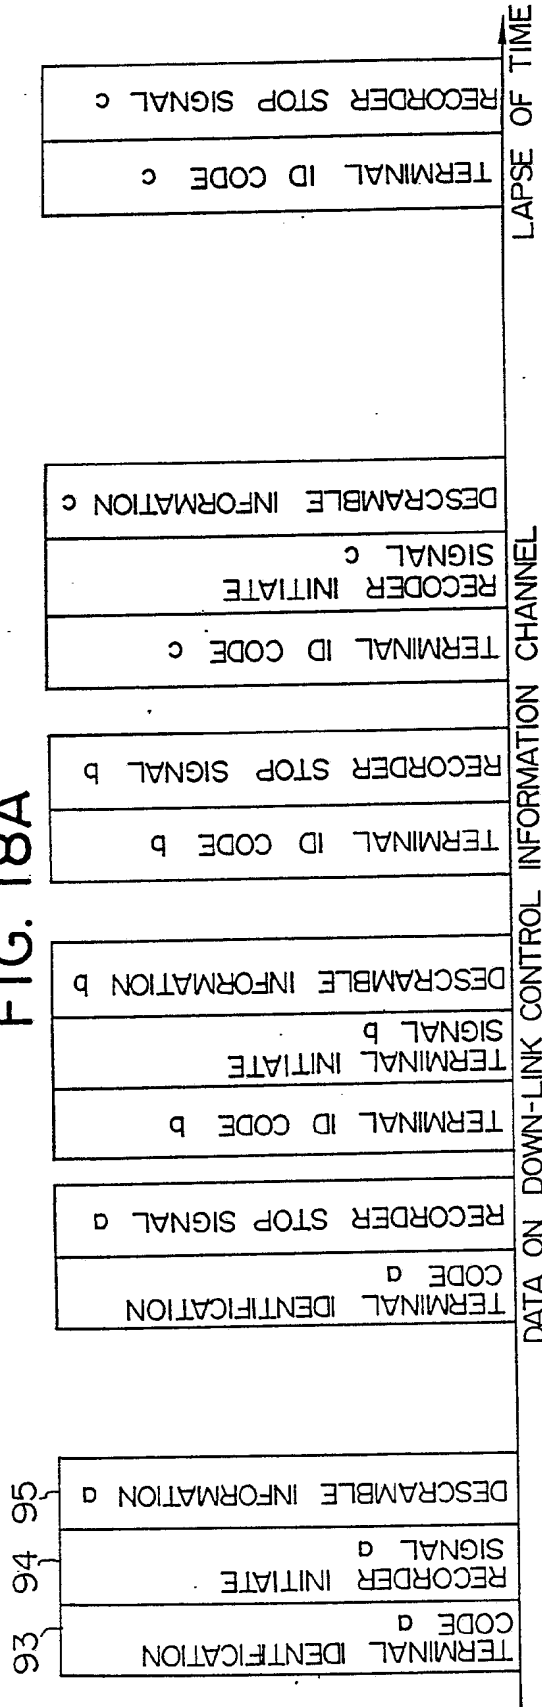 FIG. 18A
93
94
95
TERMINAL IDENTIFICATION
CODE a
RECORDER INITIATE
SIGNAL a
DESCRAMBLE INFORMATION a
TERMINAL IDENTIFICATION
CODE a
RECORDER STOP SIGNAL a
TERMINAL ID CODE b
TERMINAL INITIATE
SIGNAL b
DESCRAMBLE INFORMATION b
TERMINAL ID CODE b
RECORDER STOP SIGNAL b
TERMINAL ID CODE c
RECODER INITIATE
SIGNAL c
DESCRAMBLE INFORMATION c
TERMINAL ID CODE c
RECORDER STOP SIGNAL c
DATA ON DOWN-LINK CONTROL INFORMATION CHANNEL
LAPSE OF TIME